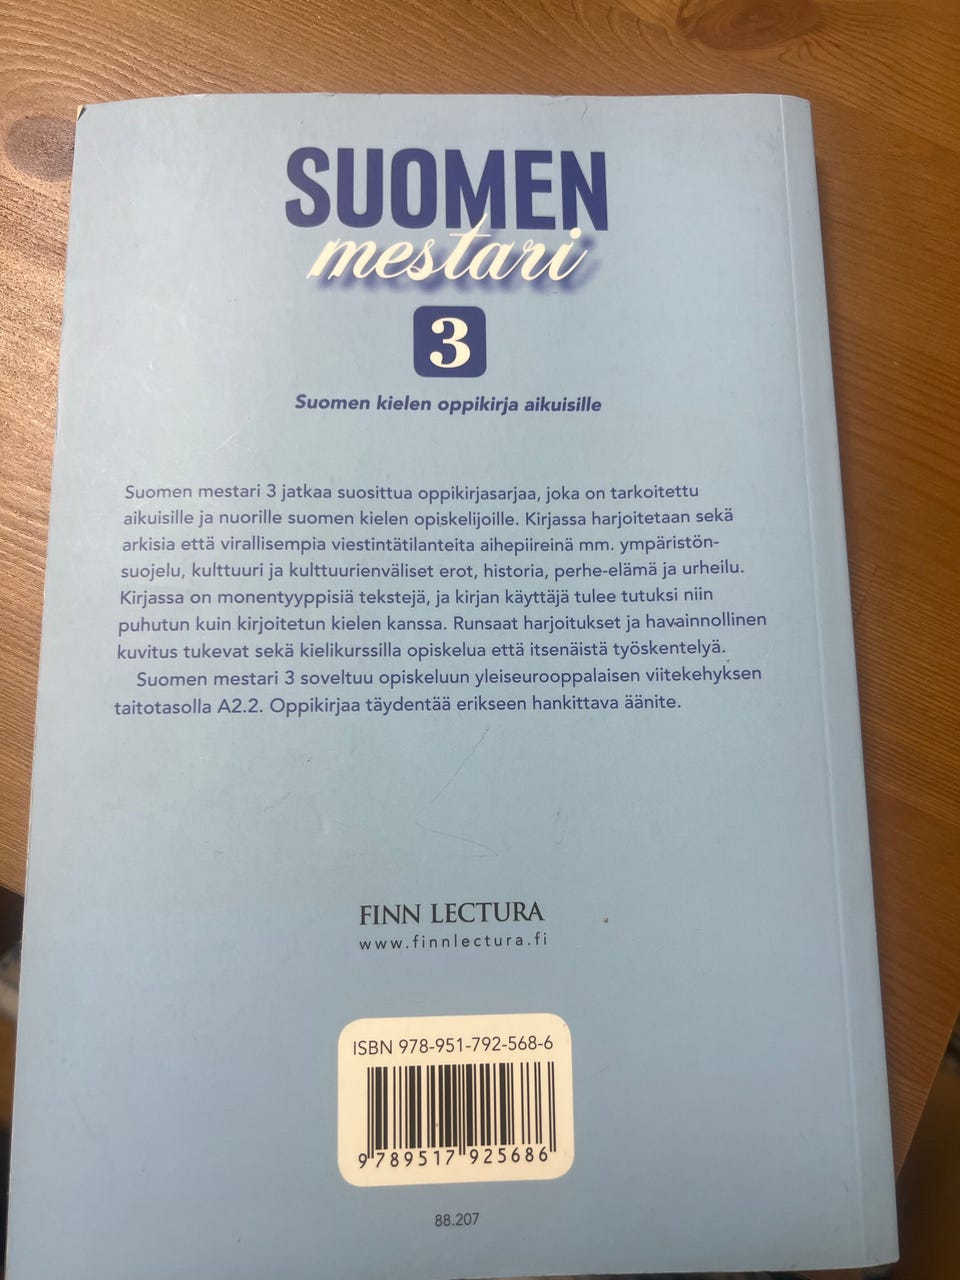 SUOMEN
mestari
3
Suomen kielen oppikirja aikuisille
Suomen mestari 3 jatkaa suosittua oppikirjasarjaa, joka on tarkoitettu
aikuisille ja nuorille suomen kielen opiskelijoille. Kirjassa harjoitetaan sekä
arkisia että virallisempia viestintätilanteita aihepiireinä mm. ympäristön-
suojelu, kulttuuri ja kulttuurienväliset erot, historia, perhe-elämä ja urheilu.
Kirjassa on monentyyppisiä tekstejä, ja kirjan käyttäjä tulee tutuksi niin
puhutun kuin kirjoitetun kielen kanssa. Runsaat harjoitukset ja havainnollinen
kuvitus tukevat sekä kielikurssilla opiskelua että itsenäistä työskentelyä.
Suomen mestari 3 soveltuu opiskeluun yleiseurooppalaisen viitekehyksen
taitotasolla A2.2. Oppikirjaa täydentää erikseen hankittava äänite.
FINN LECTURA
www.finnlectura.fi
ISBN 978-951-792-568-6
9 789517 925686
88.207